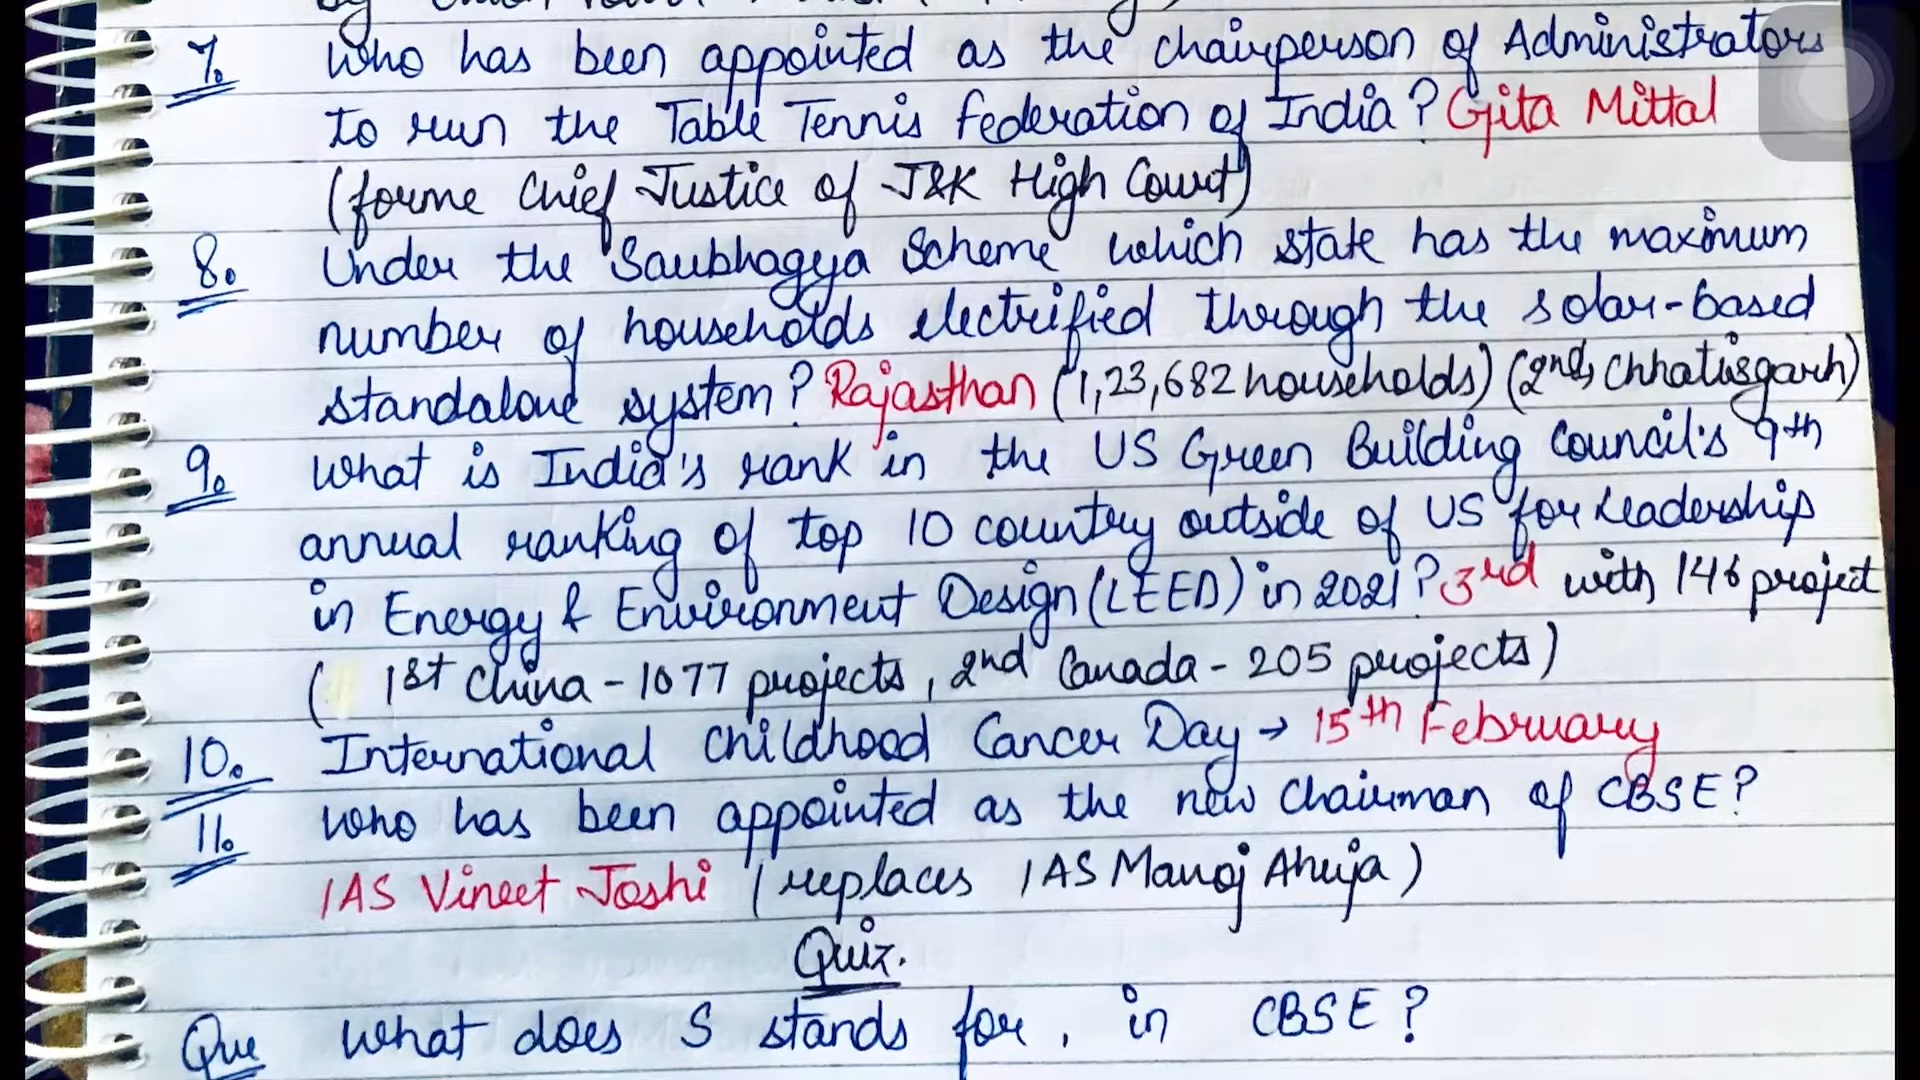 7. Who has been appointed as the chairperson of Administrators
to run the Table Tennis Federation of India? Gita Mittal
(forme Chief Justice of J&K High Court)
8. Under the Saubhagya Scheme which state has the maximum
number of households electrified through the solar-based
standalone system? Rajasthan (1,23,682 households) (2nd, Chhatisgarh)
9. What is India's rank in the US Green Building Council's 9th
annual ranking of top 10 country outside of US for Leadership
in Energy & Environment Design (LEED) in 2021? 3rd with 146 project
( 1st China - 1077 projects, 2nd Canada - 205 projects)
10. International Childhood Cancer Day → 15th February
11. Who has been appointed as the new Chairman of CBSE?
IAS Vineet Joshi (replaces IAS Manoj Ahuja)
Quiz.
Que What does S stands for, in CBSE?